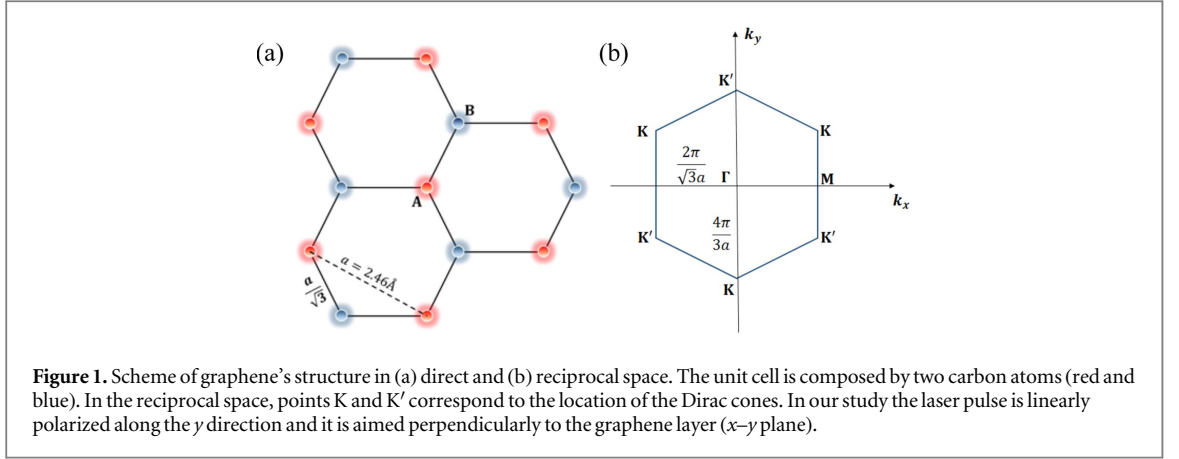 (a)
B
A
a = 2.46Å
a/√3
(b)
k_y
K′
K
K
2π/√3a
Γ
M
k_x
4π/3a
K′
K′
K
Figure 1. Scheme of graphene's structure in (a) direct and (b) reciprocal space. The unit cell is composed by two carbon atoms (red and
blue). In the reciprocal space, points K and K′ correspond to the location of the Dirac cones. In our study the laser pulse is linearly
polarized along the y direction and it is aimed perpendicularly to the graphene layer (x–y plane).